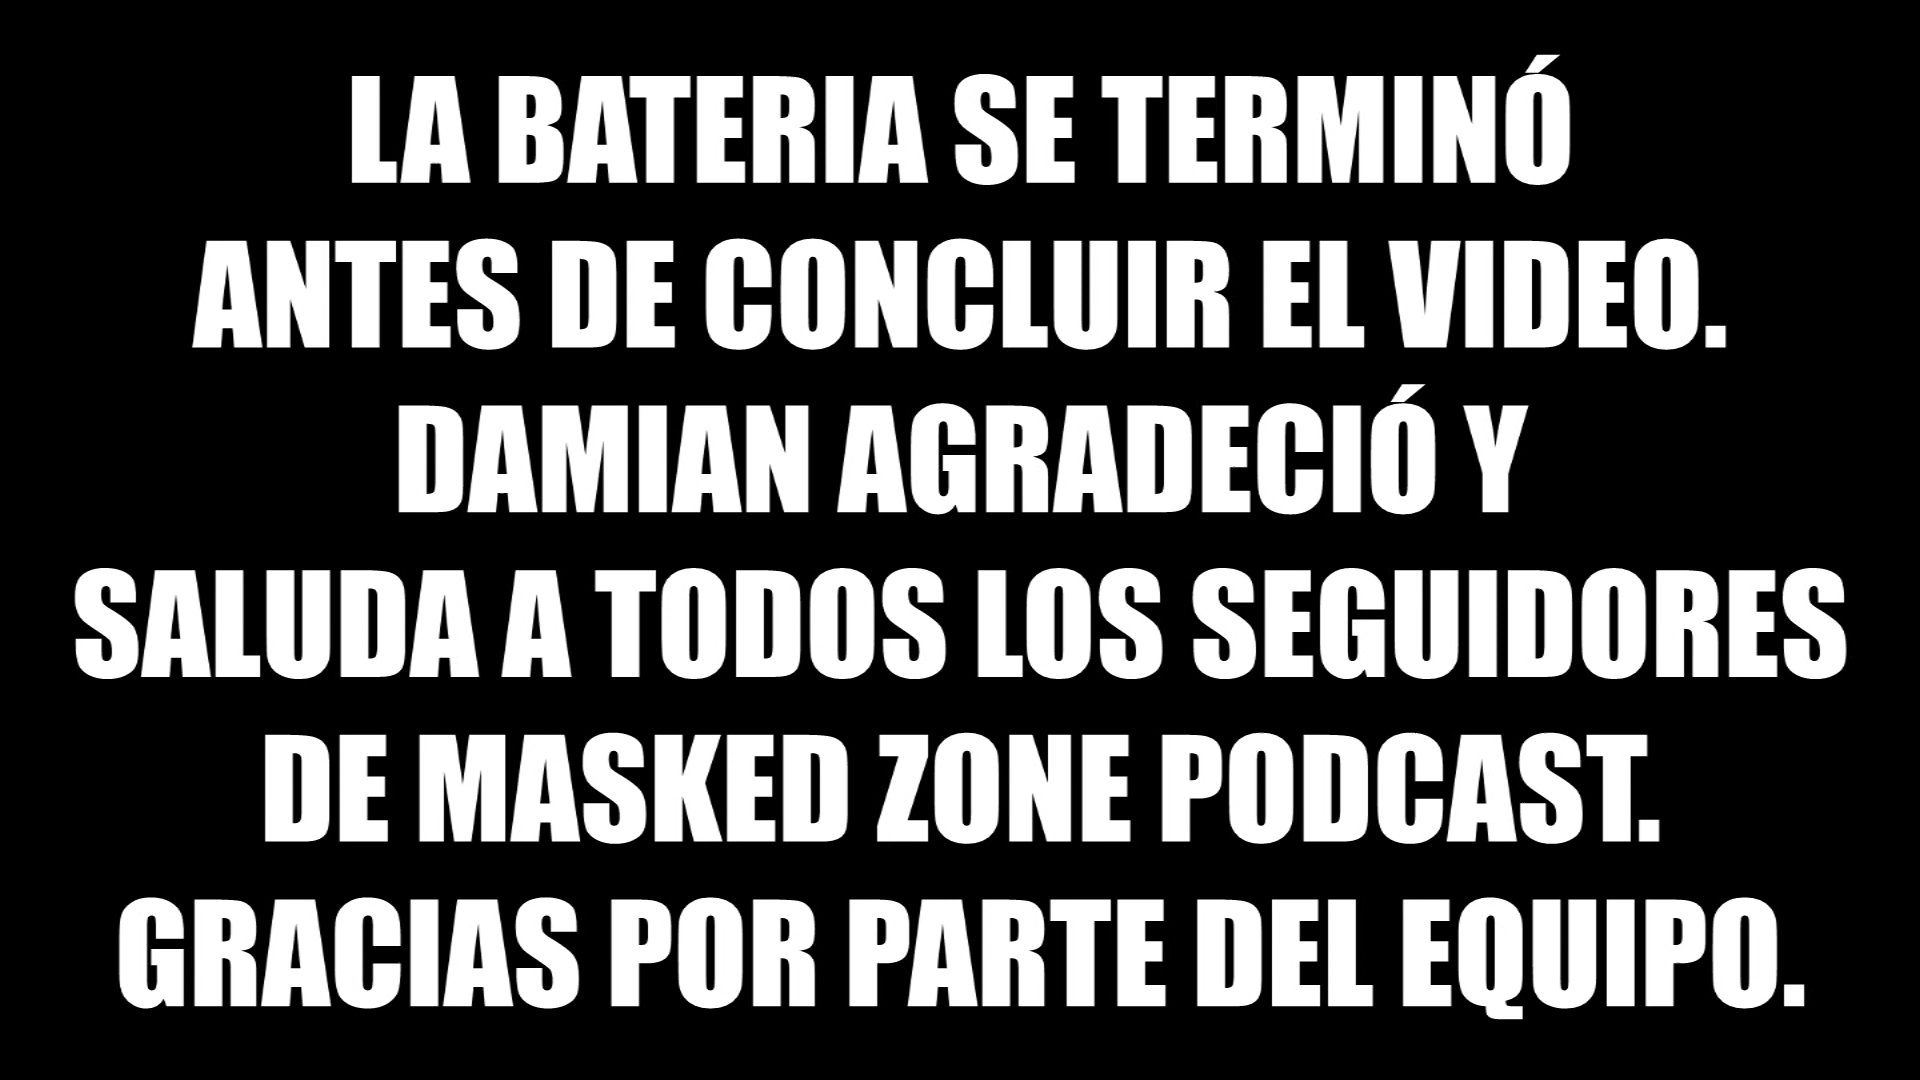 LA BATERIA SE TERMINÓ
ANTES DE CONCLUIR EL VIDEO.
DAMIAN AGRADECIÓ Y
SALUDA A TODOS LOS SEGUIDORES
DE MASKED ZONE PODCAST.
GRACIAS POR PARTE DEL EQUIPO.